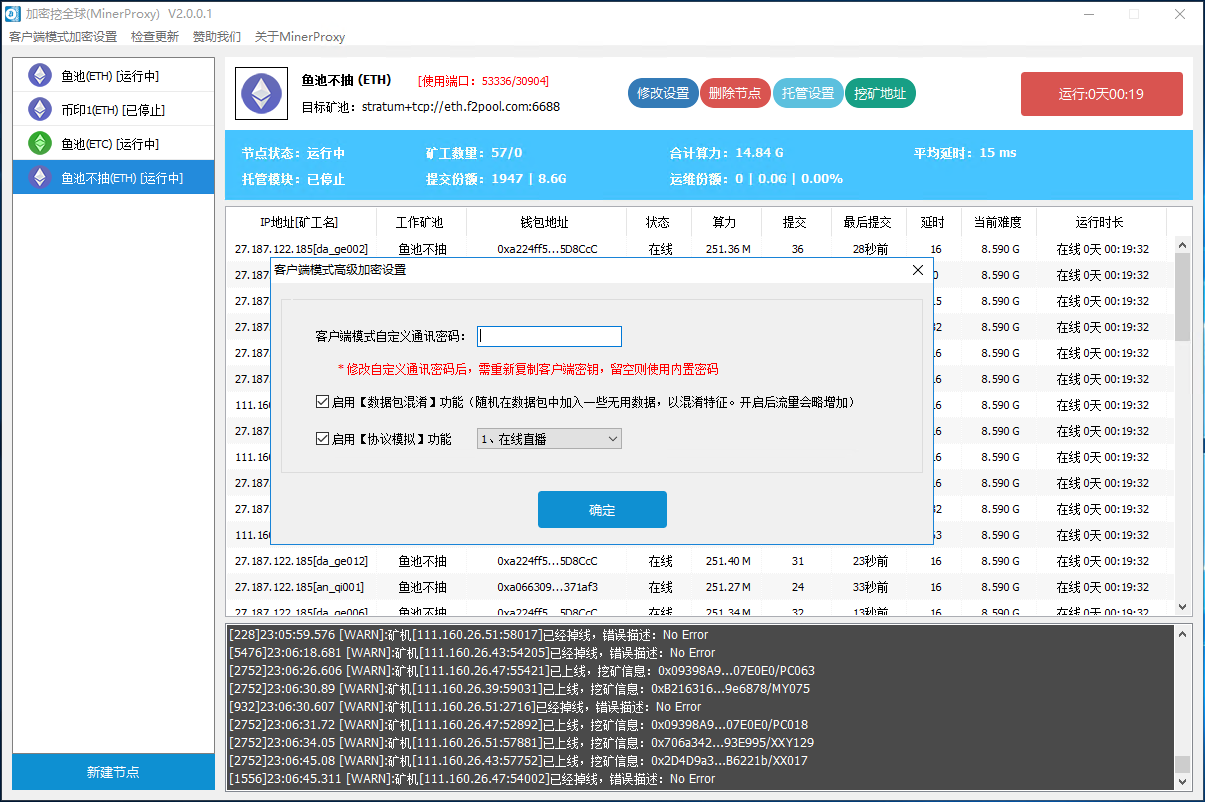 加密挖全球(MinerProxy) V2.0.0.1
客户端模式加密设置 检查更新 赞助我们 关于MinerProxy
鱼池(ETH) [运行中]
币印1(ETH) [已停止]
鱼池(ETC) [运行中]
鱼池不抽(ETH) [运行中]
新建节点
鱼池不抽 (ETH) [使用端口：53336/30904]
目标矿池：stratum+tcp://eth.f2pool.com:6688
修改设置 删除节点 托管设置 挖矿地址
运行:0天00:19
节点状态：运行中 矿工数量：57/0 合计算力：14.84 G 平均延时：15 ms
托管模块：已停止 提交份额：1947 | 8.6G 运维份额：0 | 0.0G | 0.00%
IP地址[矿工名] 工作矿池 钱包地址 状态 算力 提交 最后提交 延时 当前难度 运行时长
27.187.122.185[da_ge002] 鱼池不抽 0xa224ff5...5D8CcC 在线 251.36 M 36 28秒前 16 8.590 G 在线 0天 00:19:32
27.187 0 8.590 G 在线 0天 00:19:32
27.187 5 8.590 G 在线 0天 00:19:32
27.187 32 8.590 G 在线 0天 00:19:32
27.187 16 8.590 G 在线 0天 00:19:32
27.187 16 8.590 G 在线 0天 00:19:32
111.16 16 8.590 G 在线 0天 00:19:32
27.187 16 8.590 G 在线 0天 00:19:32
111.16 16 8.590 G 在线 0天 00:19:32
27.187 16 8.590 G 在线 0天 00:19:32
27.187 32 8.590 G 在线 0天 00:19:32
111.16 53 8.590 G 在线 0天 00:19:32
27.187.122.185[da_ge012] 鱼池不抽 0xa224ff5...5D8CcC 在线 251.40 M 31 23秒前 16 8.590 G 在线 0天 00:19:32
27.187.122.185[an_qi001] 鱼池不抽 0xa066309...371af3 在线 251.27 M 24 33秒前 16 8.590 G 在线 0天 00:19:32
27.187.122.185[da_ge006] 鱼池不抽 0xa224ff5...5D8CcC 在线 251.34 M 32 13秒前 16 8.590 G 在线 0天 00:19:32
客户端模式高级加密设置
客户端模式自定义通讯密码：
* 修改自定义通讯密码后，需重新复制客户端密钥，留空则使用内置密码
启用【数据包混淆】功能（随机在数据包中加入一些无用数据，以混淆特征。开启后流量会略增加）
启用【协议模拟】功能 1、在线直播
确定
[228]23:05:59.576 [WARN]:矿机[111.160.26.51:58017]已经掉线，错误描述：No Error
[5476]23:06:18.681 [WARN]:矿机[111.160.26.43:54205]已经掉线，错误描述：No Error
[2752]23:06:26.606 [WARN]:矿机[111.160.26.47:55421]已上线，挖矿信息：0x09398A9...07E0E0/PC063
[2752]23:06:30.89 [WARN]:矿机[111.160.26.39:59031]已上线，挖矿信息：0xB216316...9e6878/MY075
[932]23:06:30.607 [WARN]:矿机[111.160.26.51:2716]已经掉线，错误描述：No Error
[2752]23:06:31.72 [WARN]:矿机[111.160.26.47:52892]已上线，挖矿信息：0x09398A9...07E0E0/PC018
[2752]23:06:34.05 [WARN]:矿机[111.160.26.51:57881]已上线，挖矿信息：0x706a342...93E995/XXY129
[2752]23:06:45.08 [WARN]:矿机[111.160.26.43:57752]已上线，挖矿信息：0x2D4D9a3...B6221b/XX017
[1556]23:06:45.311 [WARN]:矿机[111.160.26.47:54002]已经掉线，错误描述：No Error